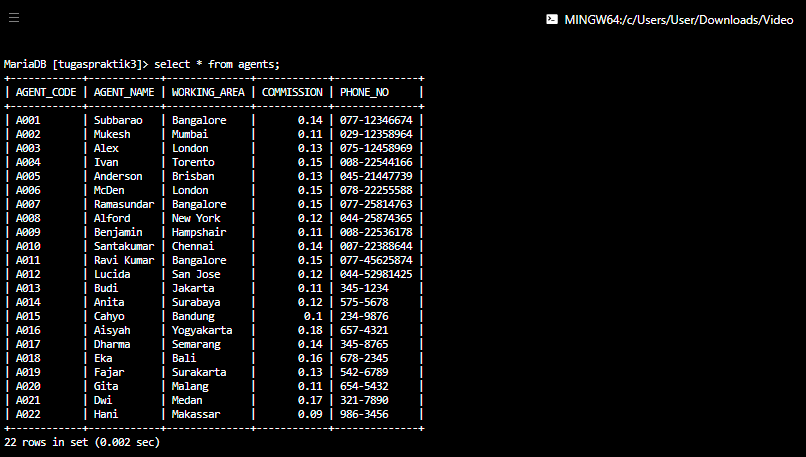 MINGW64:/c/Users/User/Downloads/Video
MariaDB [tugaspraktik3]> select * from agents;
+------------+------------+--------------+------------+--------------+
| AGENT_CODE | AGENT_NAME | WORKING_AREA | COMMISSION | PHONE_NO     |
+------------+------------+--------------+------------+--------------+
| A001       | Subbarao   | Bangalore    |       0.14 | 077-12346674 |
| A002       | Mukesh     | Mumbai       |       0.11 | 029-12358964 |
| A003       | Alex       | London       |       0.13 | 075-12458969 |
| A004       | Ivan       | Torento      |       0.15 | 008-22544166 |
| A005       | Anderson   | Brisban      |       0.13 | 045-21447739 |
| A006       | McDen      | London       |       0.15 | 078-22255588 |
| A007       | Ramasundar | Bangalore    |       0.15 | 077-25814763 |
| A008       | Alford     | New York     |       0.12 | 044-25874365 |
| A009       | Benjamin   | Hampshair    |       0.11 | 008-22536178 |
| A010       | Santakumar | Chennai      |       0.14 | 007-22388644 |
| A011       | Ravi Kumar | Bangalore    |       0.15 | 077-45625874 |
| A012       | Lucida     | San Jose     |       0.12 | 044-52981425 |
| A013       | Budi       | Jakarta      |       0.11 | 345-1234     |
| A014       | Anita      | Surabaya     |       0.12 | 575-5678     |
| A015       | Cahyo      | Bandung      |        0.1 | 234-9876     |
| A016       | Aisyah     | Yogyakarta   |       0.18 | 657-4321     |
| A017       | Dharma     | Semarang     |       0.14 | 345-8765     |
| A018       | Eka        | Bali         |       0.16 | 678-2345     |
| A019       | Fajar      | Surakarta    |       0.13 | 542-6789     |
| A020       | Gita       | Malang       |       0.11 | 654-5432     |
| A021       | Dwi        | Medan        |       0.17 | 321-7890     |
| A022       | Hani       | Makassar     |       0.09 | 986-3456     |
+------------+------------+--------------+------------+--------------+
22 rows in set (0.002 sec)